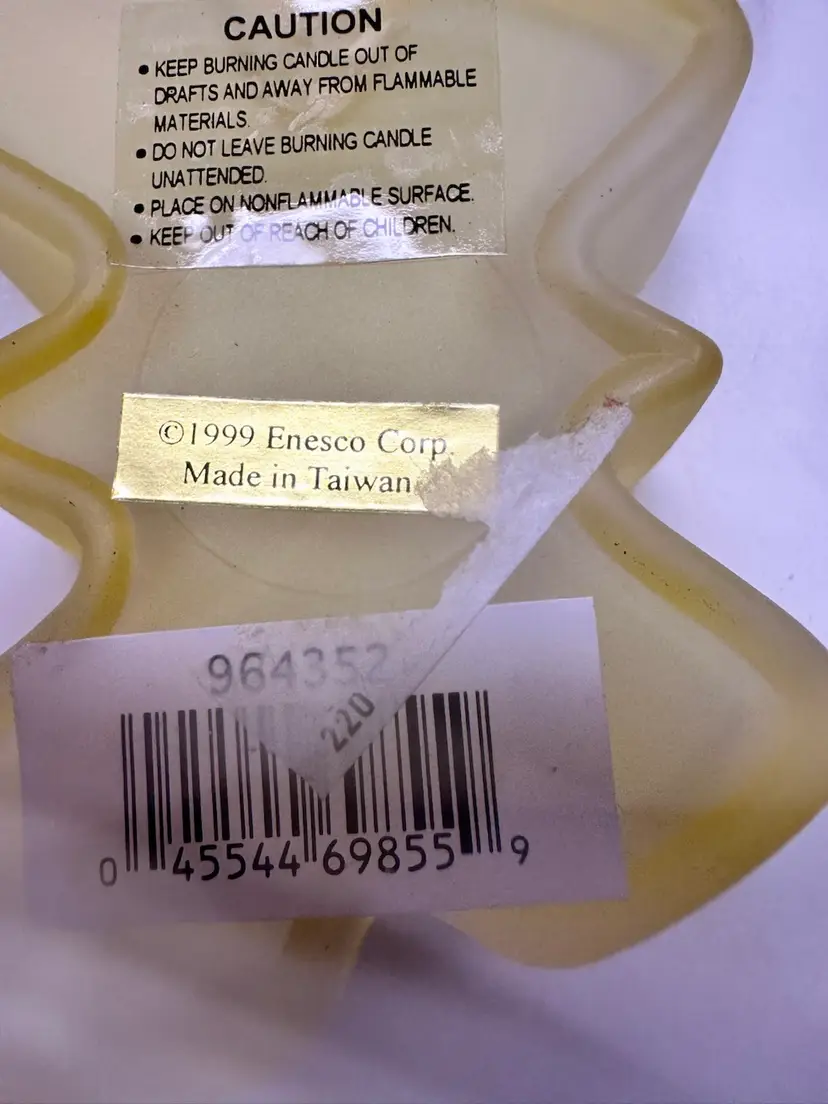 CAUTION
• KEEP BURNING CANDLE OUT OF
DRAFTS AND AWAY FROM FLAMMABLE
MATERIALS.
• DO NOT LEAVE BURNING CANDLE
UNATTENDED.
• PLACE ON NONFLAMMABLE SURFACE.
• KEEP OUT OF REACH OF CHILDREN.
©1999 Enesco Corp.
Made in Taiwan
964352
220
0 45544 69855 9